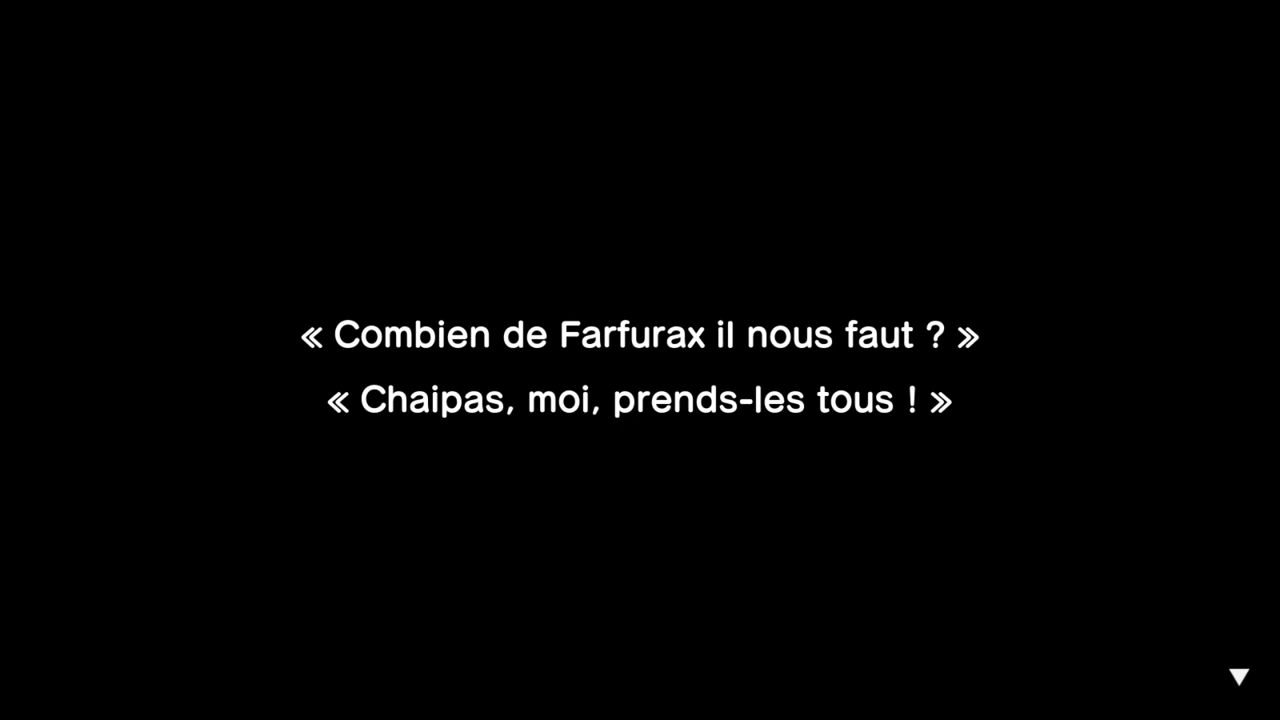 « Combien de Farfurax il nous faut ? »
« Chaipas, moi, prends-les tous ! »